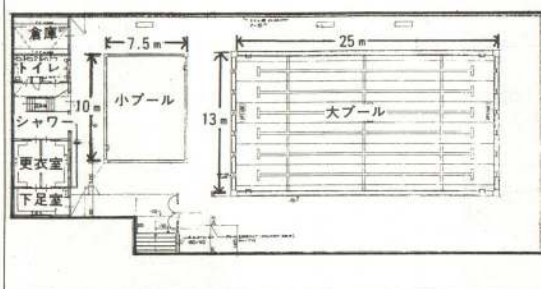 倉庫
トイレ
シャワー
更衣室
下足室
7.5m
10m
小プール
25m
13m
大プール